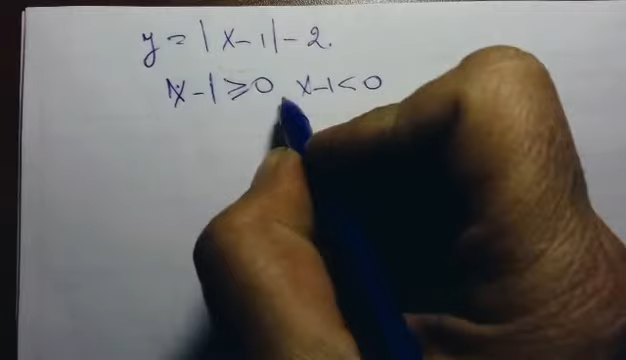 y = |x-1|-2.
x-1≥0 x-1<0